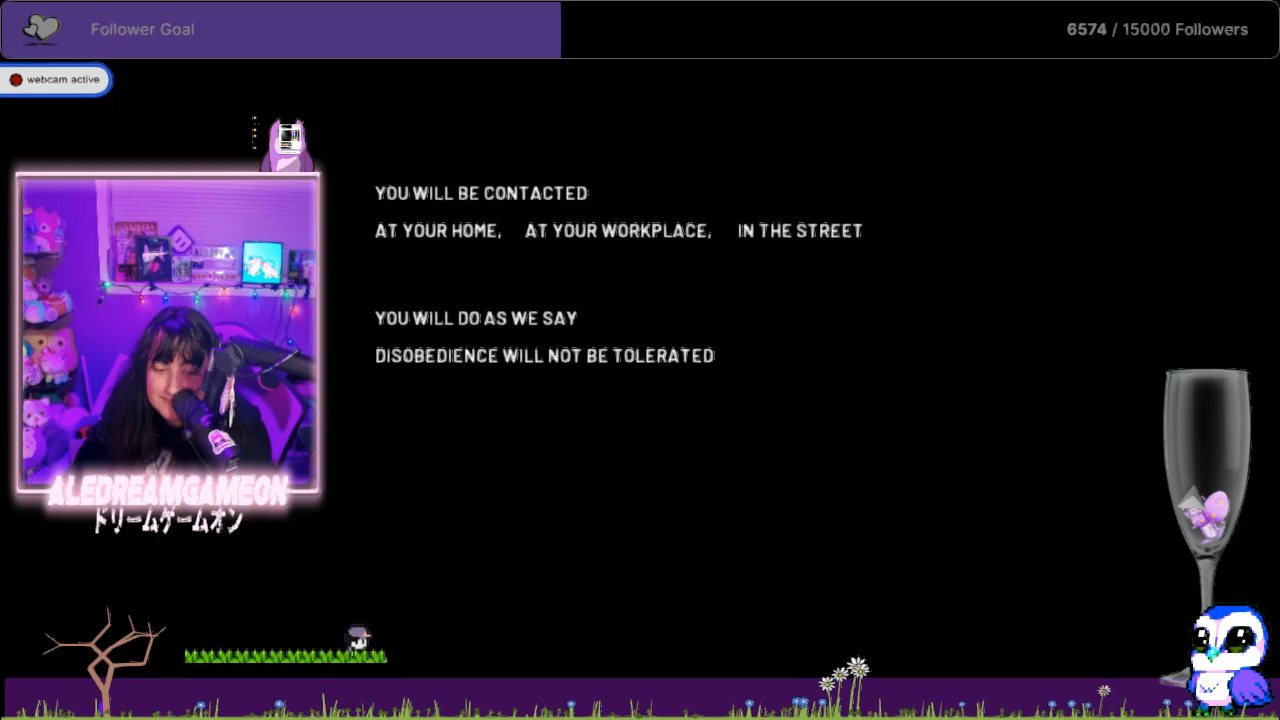 Follower Goal
6574 / 15000 Followers
webcam active
YOU WILL BE CONTACTED
AT YOUR HOME, AT YOUR WORKPLACE, IN THE STREET
YOU WILL DO AS WE SAY
DISOBEDIENCE WILL NOT BE TOLERATED
ALEDREAMGAMEON
ドリームゲームオン